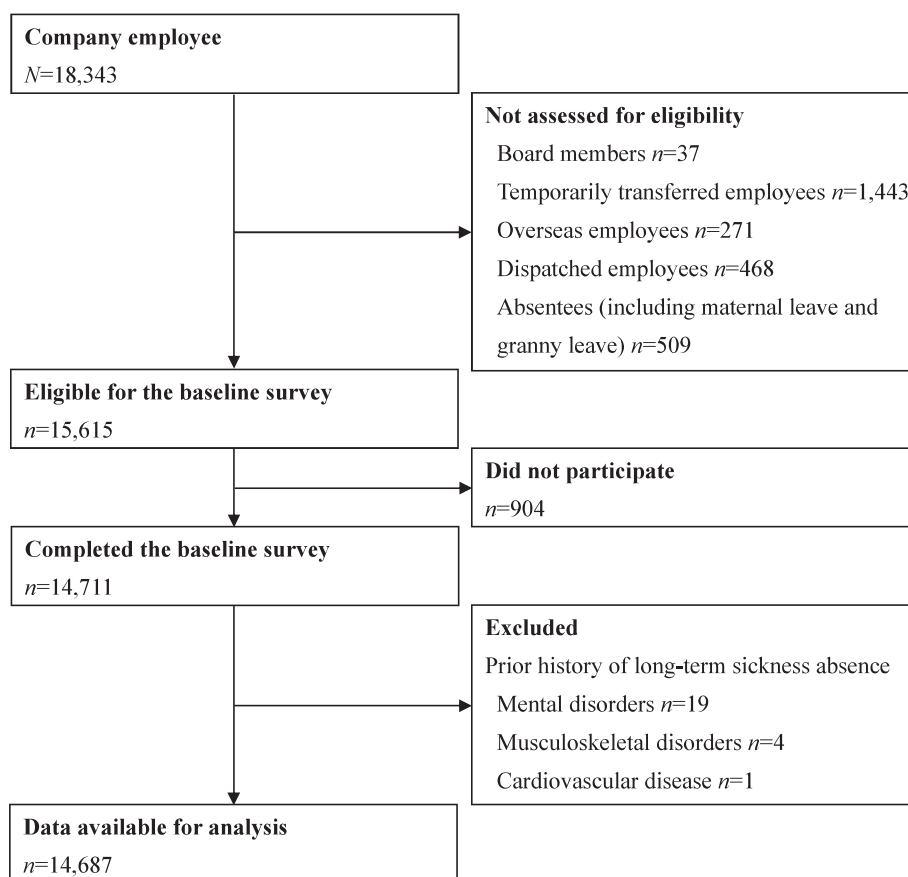 Company employee
N=18,343
Not assessed for eligibility
Board members n=37
Temporarily transferred employees n=1,443
Overseas employees n=271
Dispatched employees n=468
Absentees (including maternal leave and
granny leave) n=509
Eligible for the baseline survey
n=15,615
Did not participate
n=904
Completed the baseline survey
n=14,711
Excluded
Prior history of long-term sickness absence
Mental disorders n=19
Musculoskeletal disorders n=4
Cardiovascular disease n=1
Data available for analysis
n=14,687